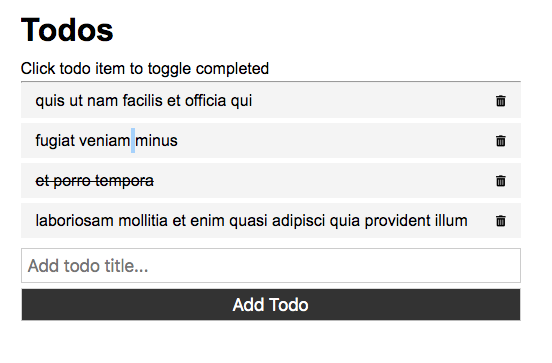 Todos
Click todo item to toggle completed
quis ut nam facilis et officia qui
fugiat veniam minus
et porro tempora
laboriosam mollitia et enim quasi adipisci quia provident illum
Add todo title...
Add Todo